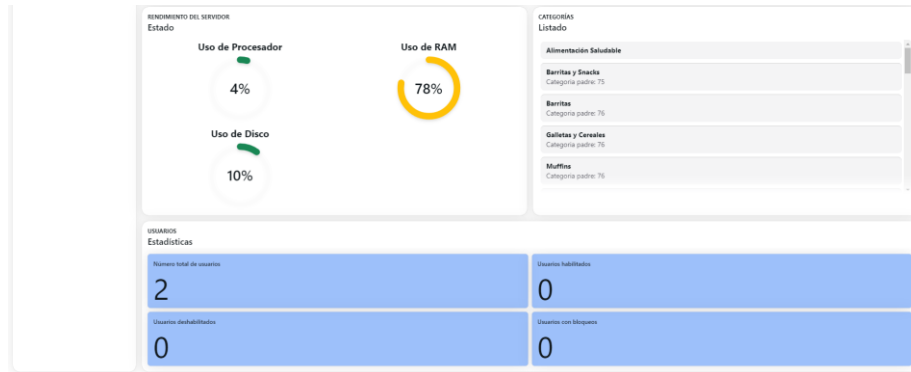 RENDIMIENTO DEL SERVIDOR
Estado
Uso de Procesador
4%
Uso de RAM
78%
Uso de Disco
10%
CATEGORÍAS
Listado
Alimentación Saludable
Barritas y Snacks
Categoría padre: 75
Barritas
Categoría padre: 76
Galletas y Cereales
Categoría padre: 76
Muffins
Categoría padre: 76
USUARIOS
Estadísticas
Número total de usuarios
2
Usuarios habilitados
0
Usuarios deshabilitados
0
Usuarios con bloqueos
0